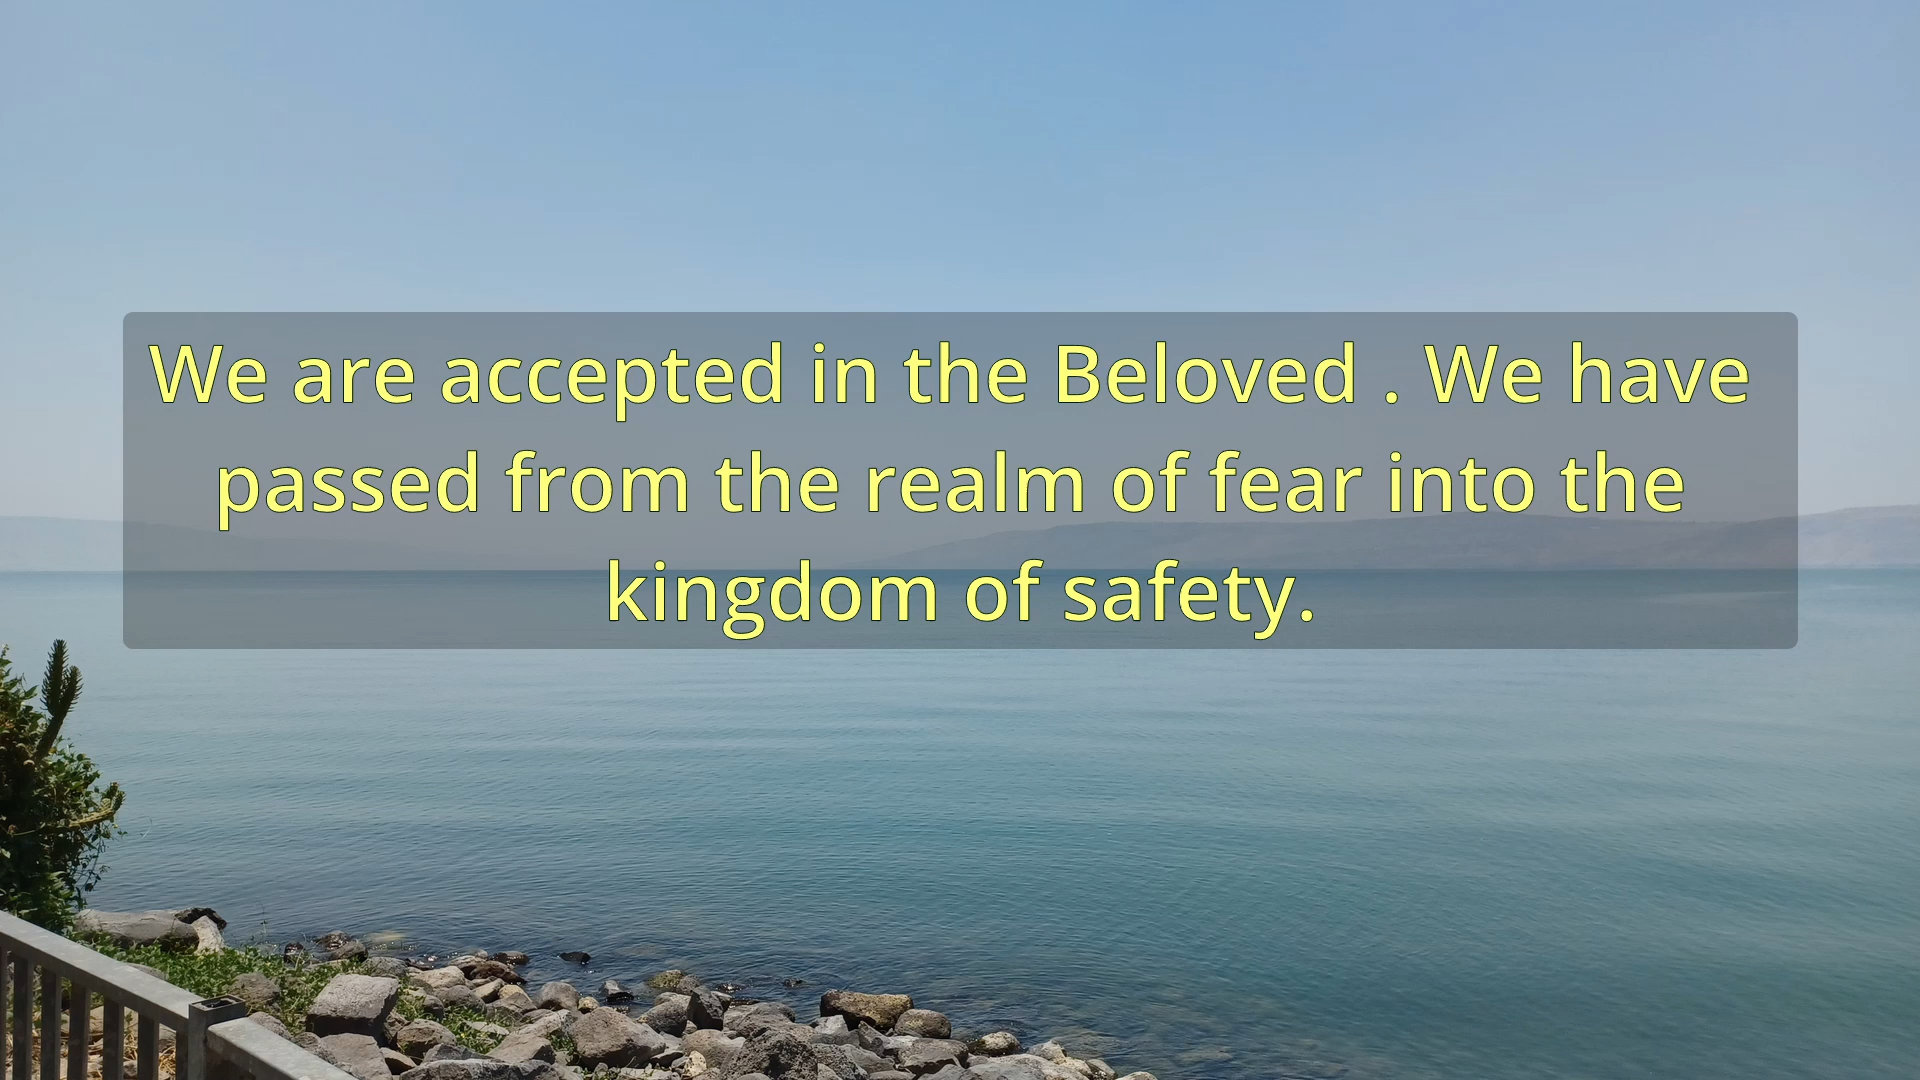 We are accepted in the Beloved . We have
passed from the realm of fear into the
kingdom of safety.